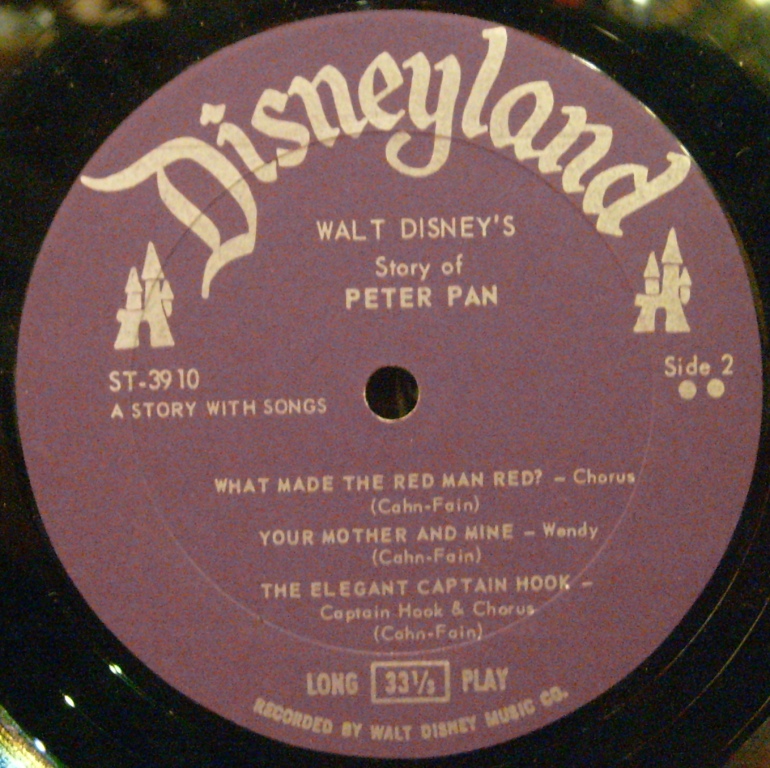 Disneyland
WALT DISNEY'S
Story of
PETER PAN
ST-3910
A STORY WITH SONGS
Side 2
WHAT MADE THE RED MAN RED? – Chorus
(Cahn-Fain)
YOUR MOTHER AND MINE – Wendy
(Cahn-Fain)
THE ELEGANT CAPTAIN HOOK –
Captain Hook & Chorus
(Cahn-Fain)
LONG 33⅓ PLAY
RECORDED BY WALT DISNEY MUSIC CO.